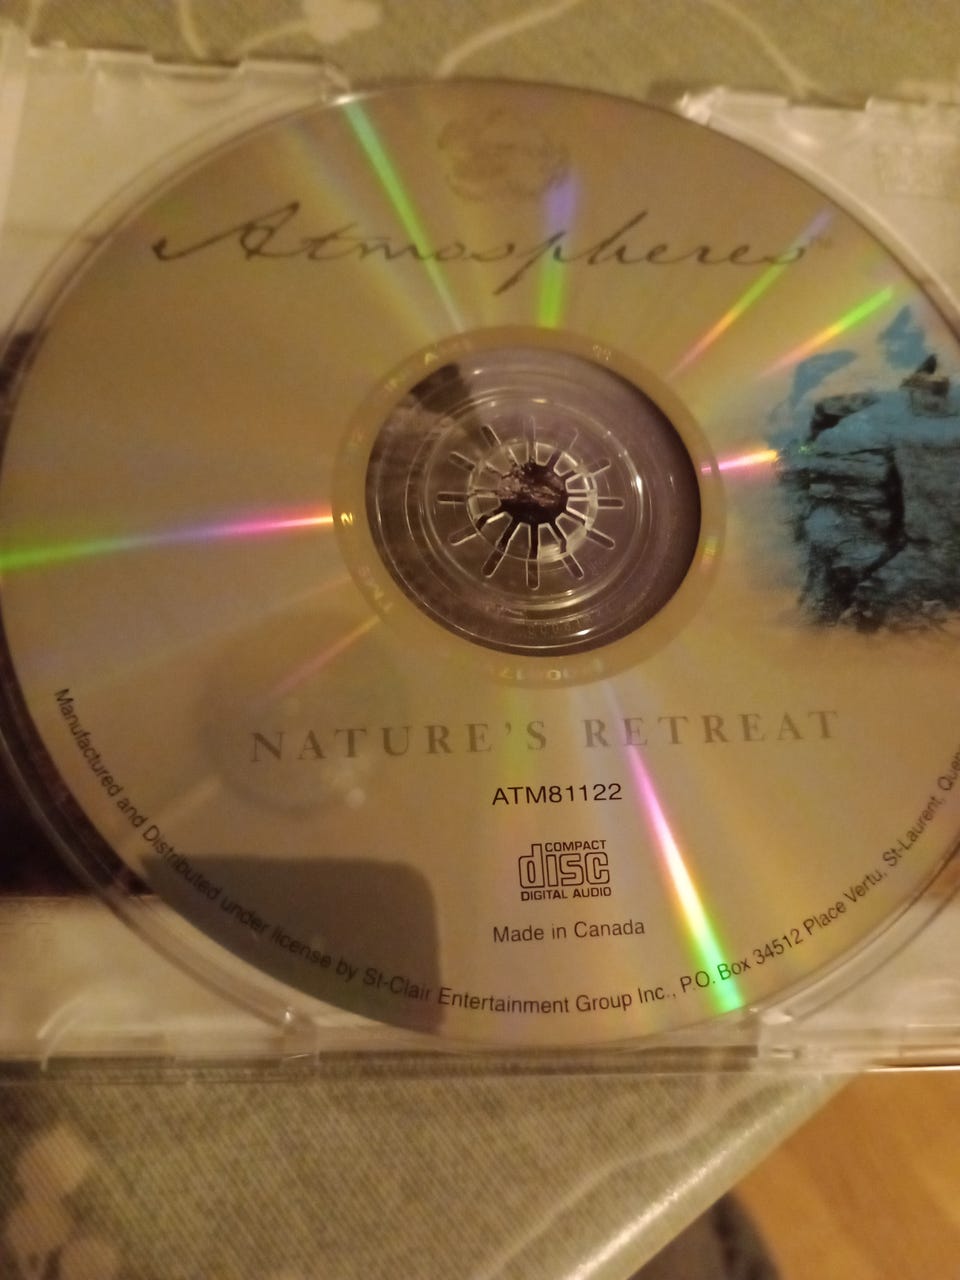 Atmospheres™
NATURE'S RETREAT
ATM81122
COMPACT
disc
DIGITAL AUDIO
Made in Canada
Manufactured and Distributed under license by St-Clair Entertainment Group Inc., P.O. Box 34512 Place Vertu, St-Laurent,